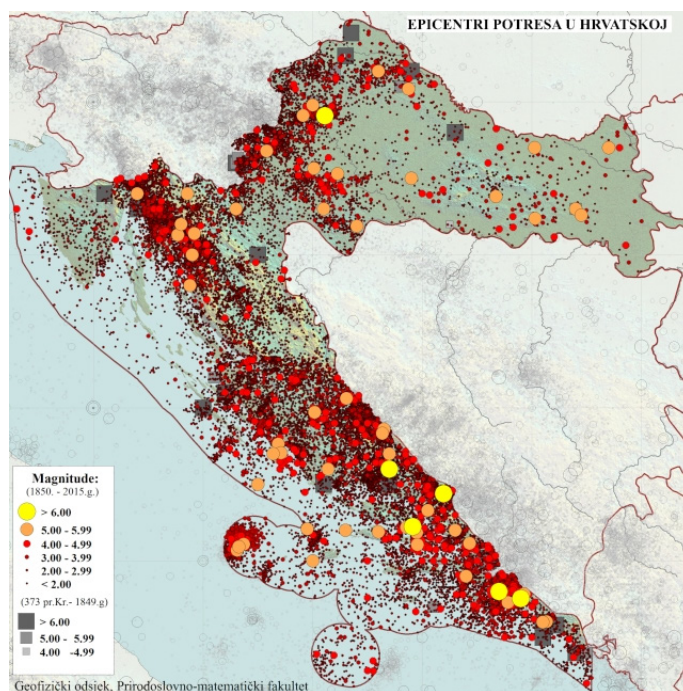 EPICENTRI POTRESA U HRVATSKOJ
Magnitude:
(1850. - 2015.g.)
> 6.00
5.00 - 5.99
4.00 - 4.99
3.00 - 3.99
2.00 - 2.99
< 2.00
(373 pr.Kr.- 1849.g)
> 6.00
5.00 - 5.99
4.00 -4.99
Geofizički odsjek, Prirodoslovno-matematički fakultet